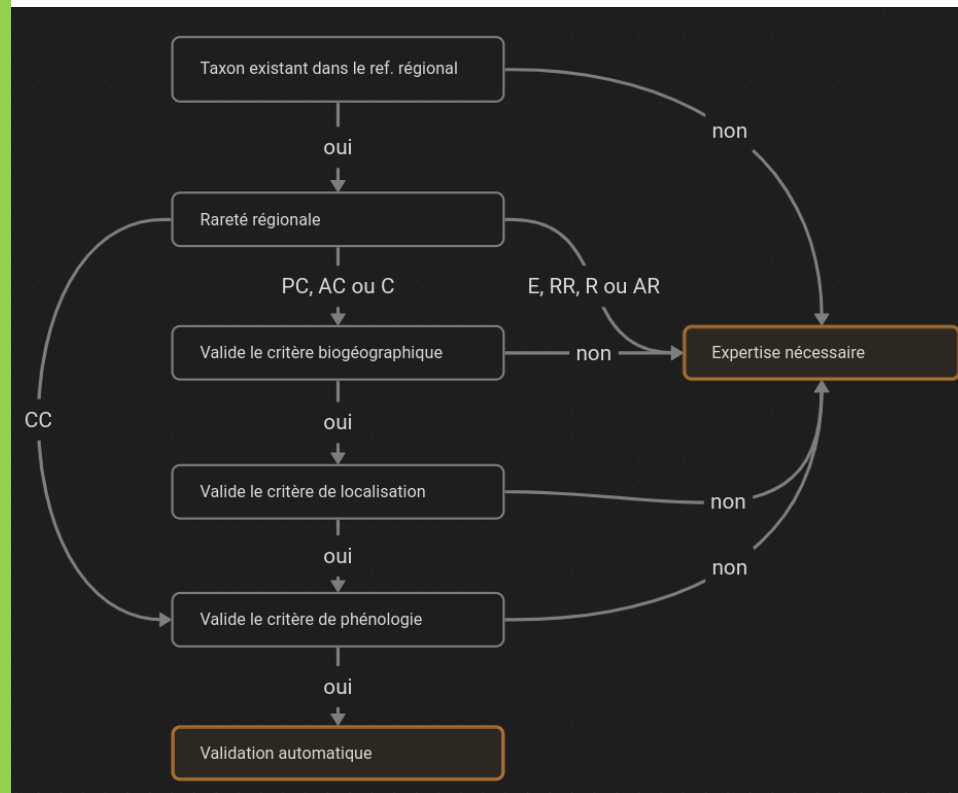 Taxon existant dans le ref. régional
non
oui
Rareté régionale
PC, AC ou C
E, RR, R ou AR
Valide le critère biogéographique
non
Expertise nécessaire
CC
oui
Valide le critère de localisation
non
oui
non
Valide le critère de phénologie
oui
Validation automatique